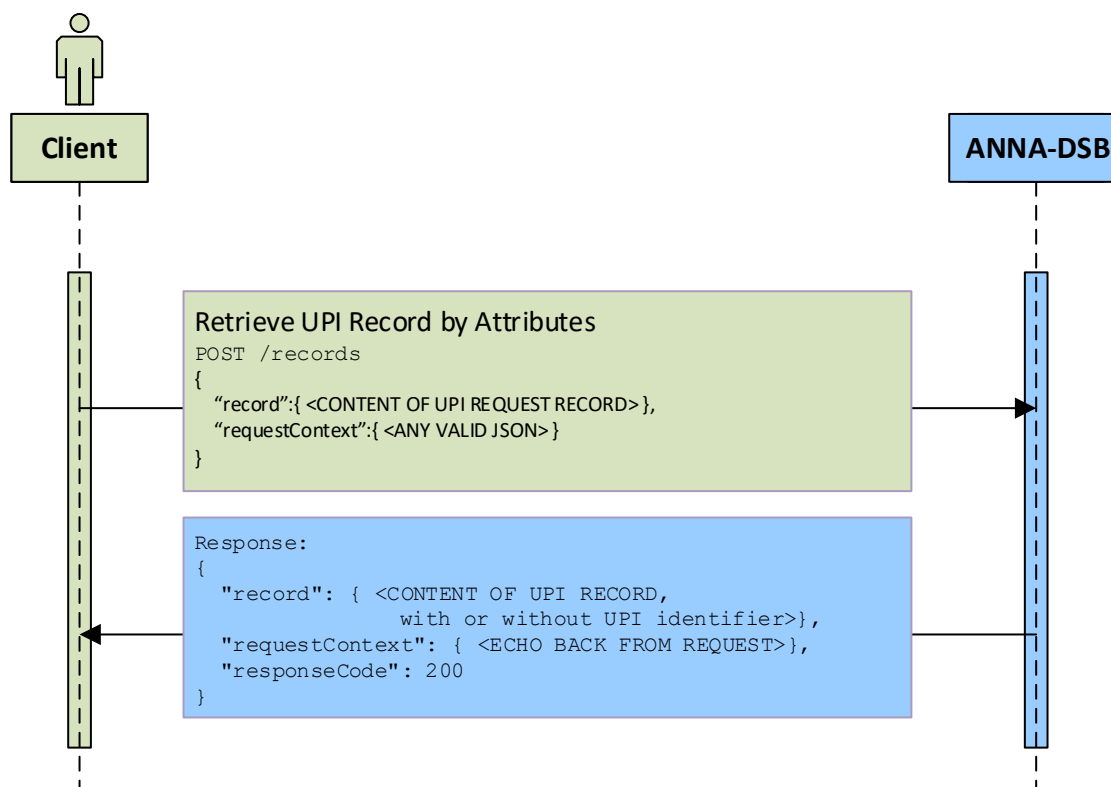 Client
ANNA-DSB
Retrieve UPI Record by Attributes
POST /records
{
“record”:{ <CONTENT OF UPI REQUEST RECORD> },
“requestContext”:{ <ANY VALID JSON> }
}
Response:
{
"record": { <CONTENT OF UPI RECORD,
with or without UPI identifier>},
"requestContext": { <ECHO BACK FROM REQUEST>},
"responseCode": 200
}